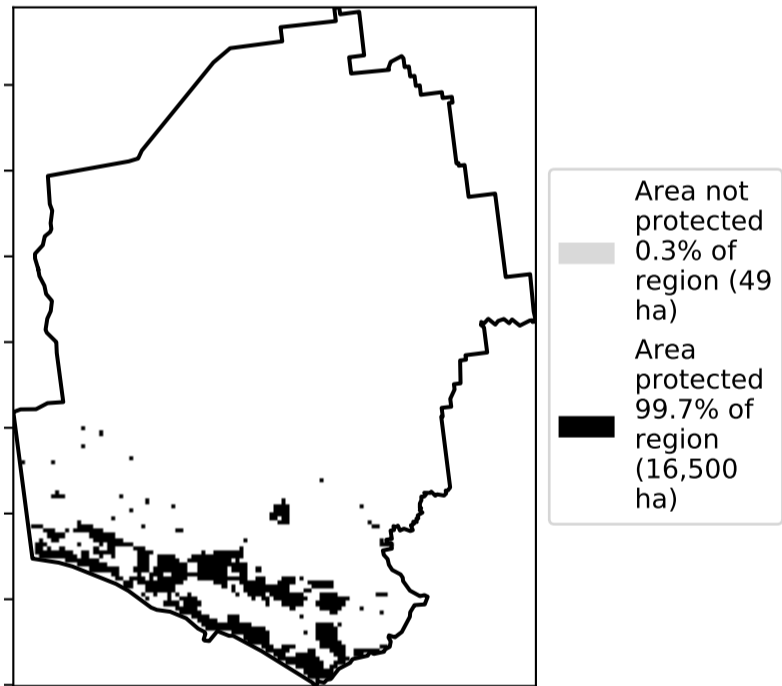 Area not
protected
0.3% of
region (49
ha)
Area
protected
99.7% of
region
(16,500
ha)